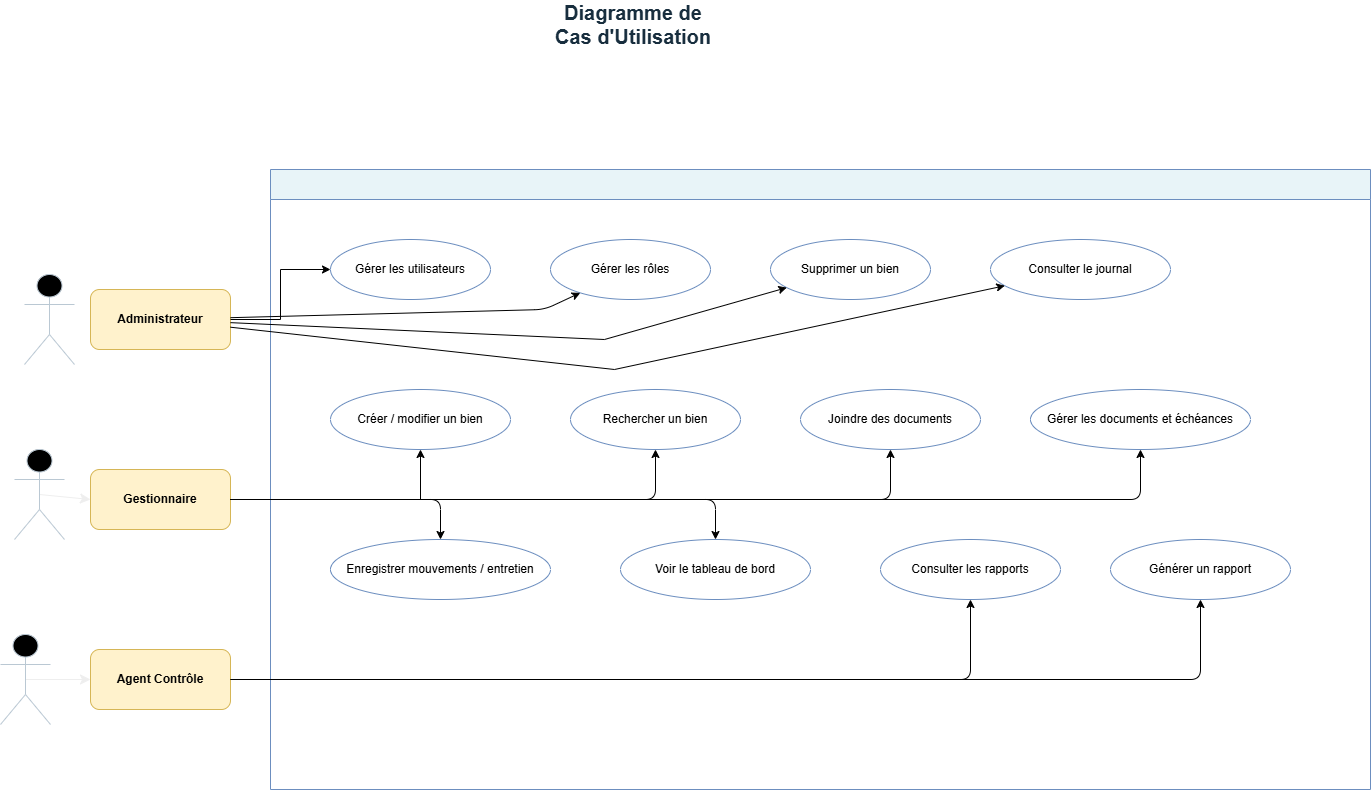 Diagramme de
Cas d'Utilisation
Gérer les utilisateurs
Gérer les rôles
Supprimer un bien
Consulter le journal
Administrateur
Créer / modifier un bien
Rechercher un bien
Joindre des documents
Gérer les documents et échéances
Gestionnaire
Enregistrer mouvements / entretien
Voir le tableau de bord
Consulter les rapports
Générer un rapport
Agent Contrôle